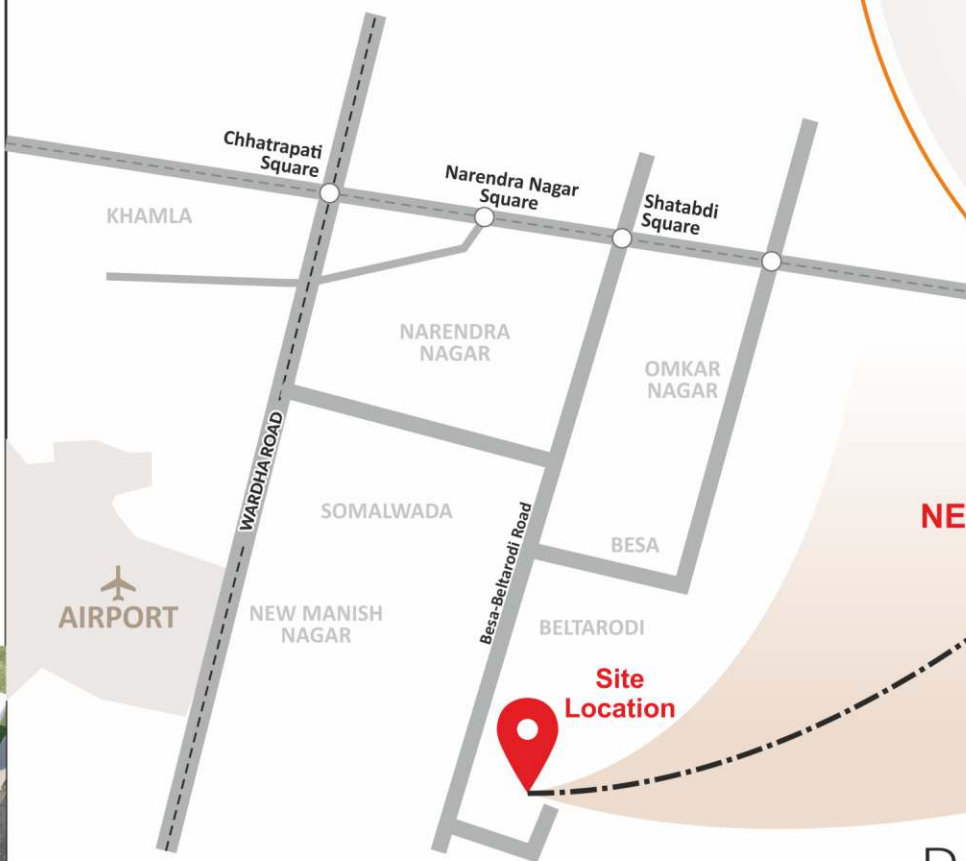 Chhatrapati
Square
Narendra Nagar
Square
Shatabdi
Square
KHAMLA
NARENDRA
NAGAR
OMKAR
NAGAR
WARDHA ROAD
SOMALWADA
Besa-Beltarodi Road
BESA
NE
AIRPORT
NEW MANISH
NAGAR
BELTARODI
Site
Location